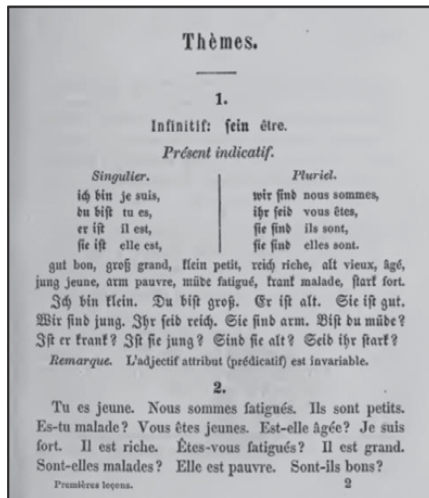 Thèmes.
1.
Infinitif: sein être.
Présent indicatif.
Singulier. Pluriel.
ich bin je suis, wir sind nous sommes,
du bist tu es, ihr seid vous êtes,
er ist il est, sie sind ils sont,
sie ist elle est, sie sind elles sont.
gut bon, groß grand, klein petit, reich riche, alt vieux, âgé,
jung jeune, arm pauvre, müde fatigué, krank malade, stark fort.
Ich bin klein. Du bist groß. Er ist alt. Sie ist gut.
Wir sind jung. Ihr seid reich. Sie sind arm. Bist du müde?
Ist er krank? Ist sie jung? Sind sie alt? Seid ihr stark?
Remarque. L'adjectif attribut (prédicatif) est invariable.
2.
Tu es jeune. Nous sommes fatigués. Ils sont petits.
Es-tu malade? Vous êtes jeunes. Est-elle âgée? Je suis
fort. Il est riche. Êtes-vous fatigués? Il est grand.
Sont-elles malades? Elle est pauvre. Sont-ils bons?
Premières leçons. 2